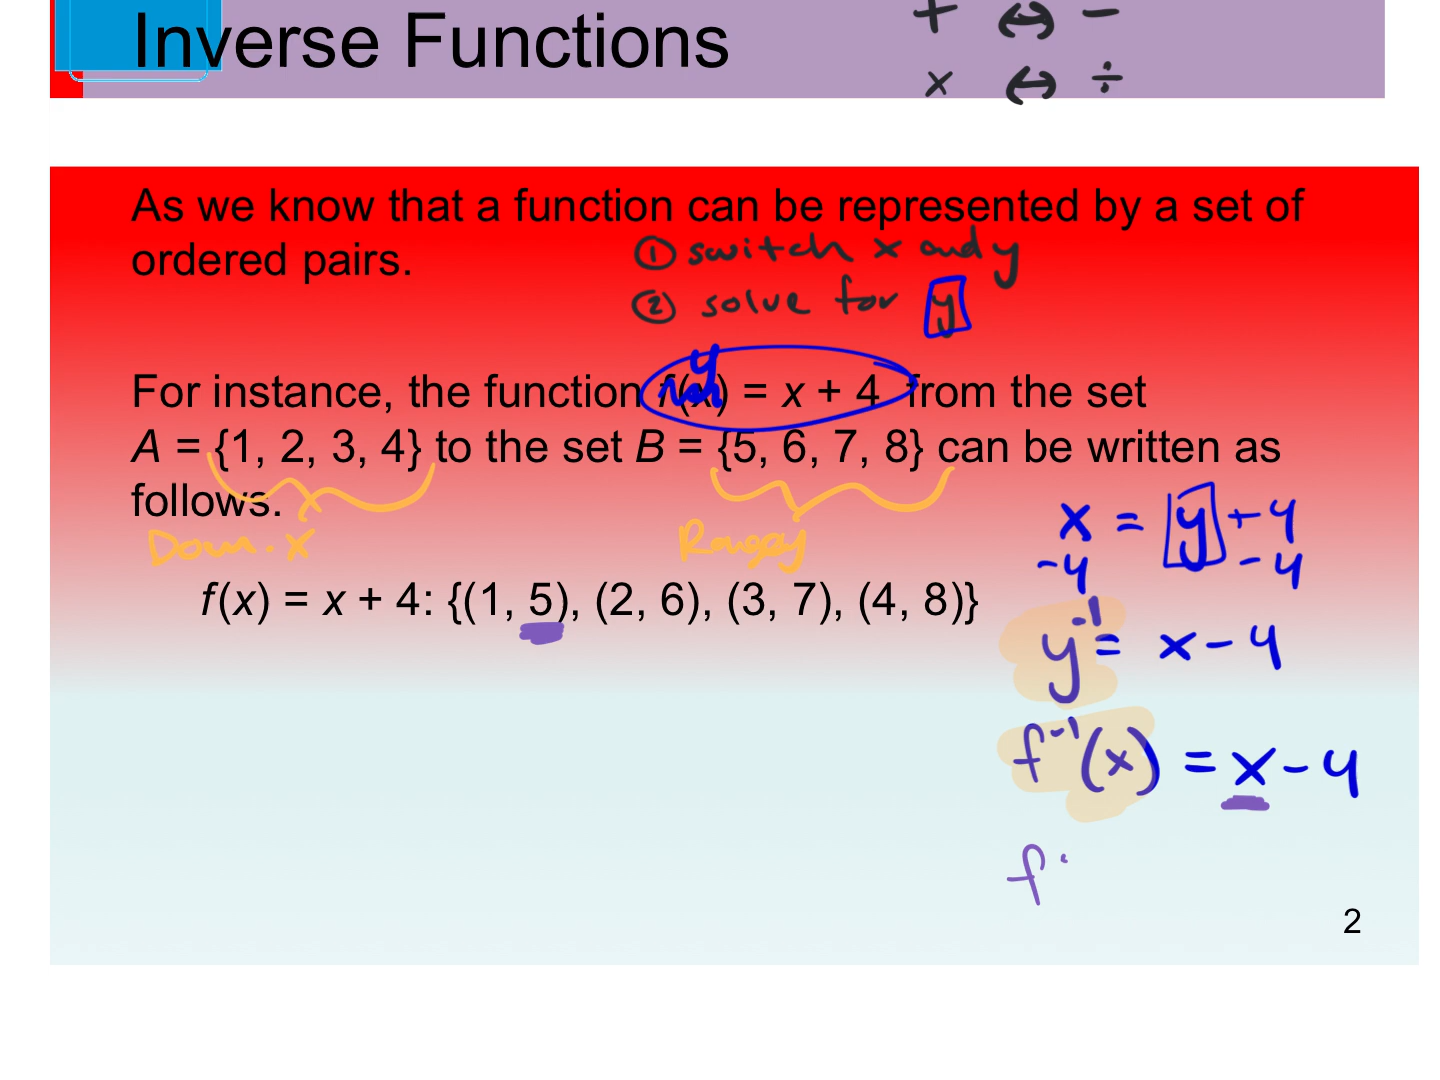 Inverse Functions
+ ↔ −
× ↔ ÷
As we know that a function can be represented by a set of
ordered pairs.
① switch x and y
② solve for y
y
For instance, the function f(x) = x + 4 from the set
A = {1, 2, 3, 4} to the set B = {5, 6, 7, 8} can be written as
follows.
x = y + 4
-4 -4
f(x) = x + 4: {(1, 5), (2, 6), (3, 7), (4, 8)}
y⁻¹ = x − 4
f⁻¹(x) = x − 4
f
2